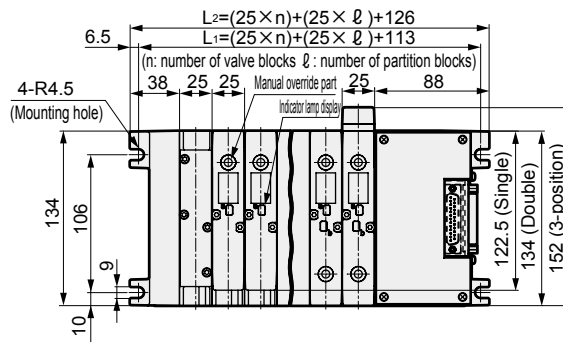 L2=(25×n)+(25×ℓ)+126
6.5 L1=(25×n)+(25×ℓ)+113
(n: number of valve blocks ℓ : number of partition blocks)
38 25 25 Manual override part 25 88
4-R4.5
(Mounting hole)
Indicator lamp display
134
106
9
10
122.5 (Single)
134 (Double)
152 (3-position)